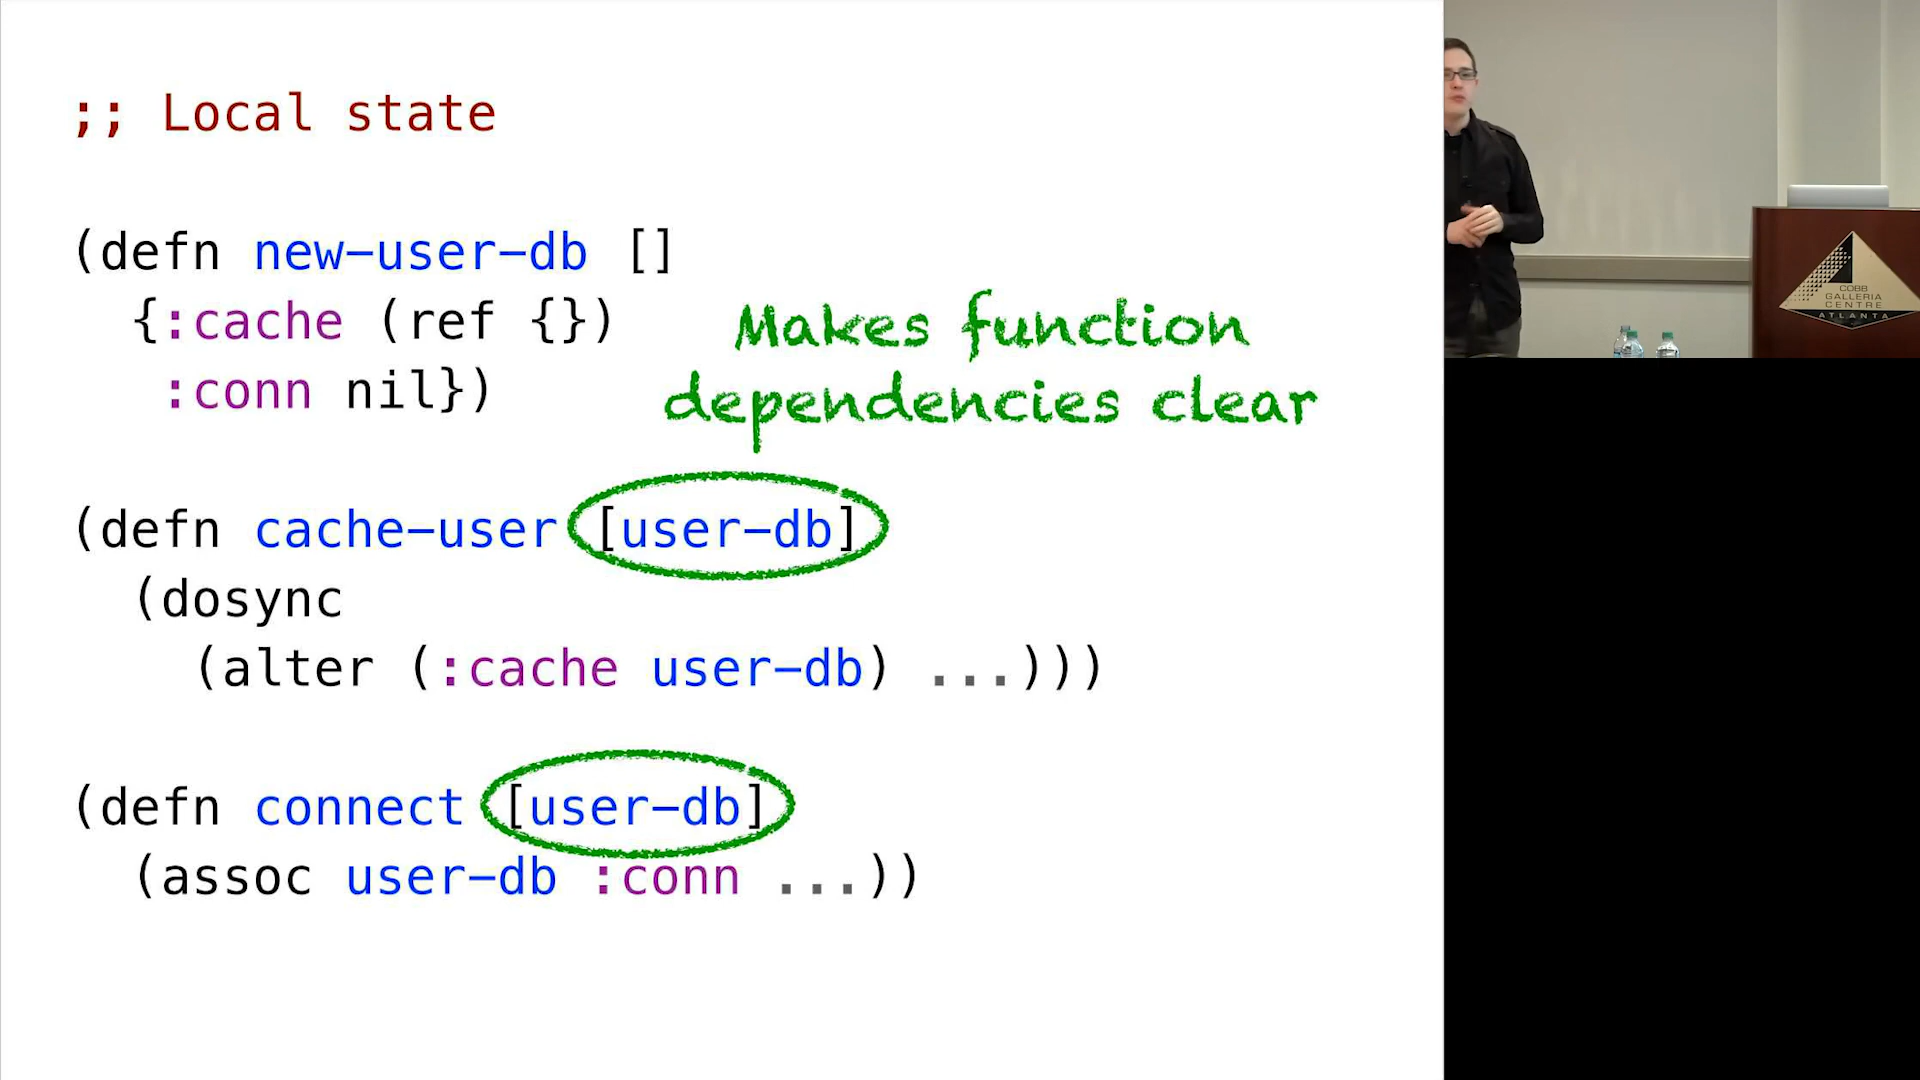 ;; Local state
(defn new-user-db []
{:cache (ref {})
:conn nil})
Makes function
dependencies clear
(defn cache-user [user-db]
(dosync
(alter (:cache user-db) ...)))
(defn connect [user-db]
(assoc user-db :conn ...))
COBB
GALLERIA
CENTRE
ATLANTA